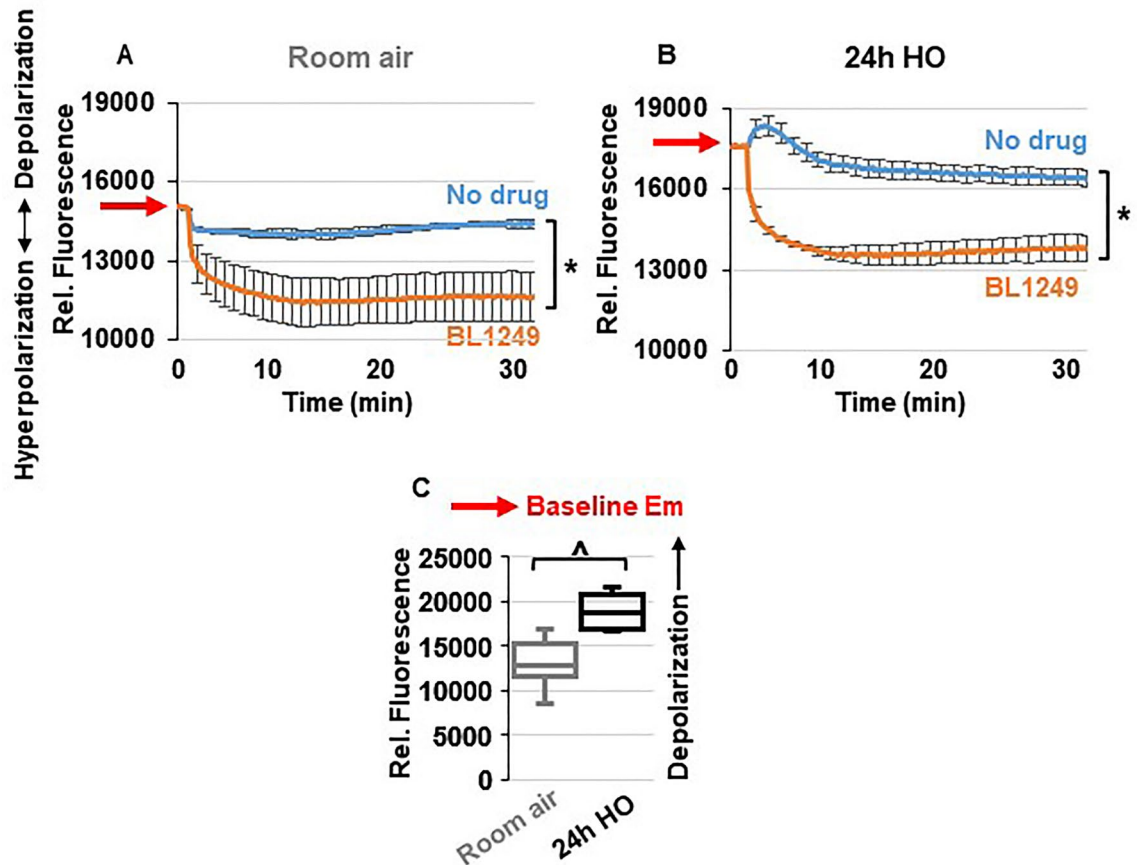 A
Room air
Hyperpolarization ↔ Depolarization
Rel. Fluorescence
19000
16000
13000
10000
No drug
BL1249
*
0 10 20 30
Time (min)
B
24h HO
Rel. Fluorescence
19000
16000
13000
10000
No drug
BL1249
*
0 10 20 30
Time (min)
C
Baseline Em
Rel. Fluorescence
25000
20000
15000
10000
5000
0
^
Depolarization
Room air
24h HO